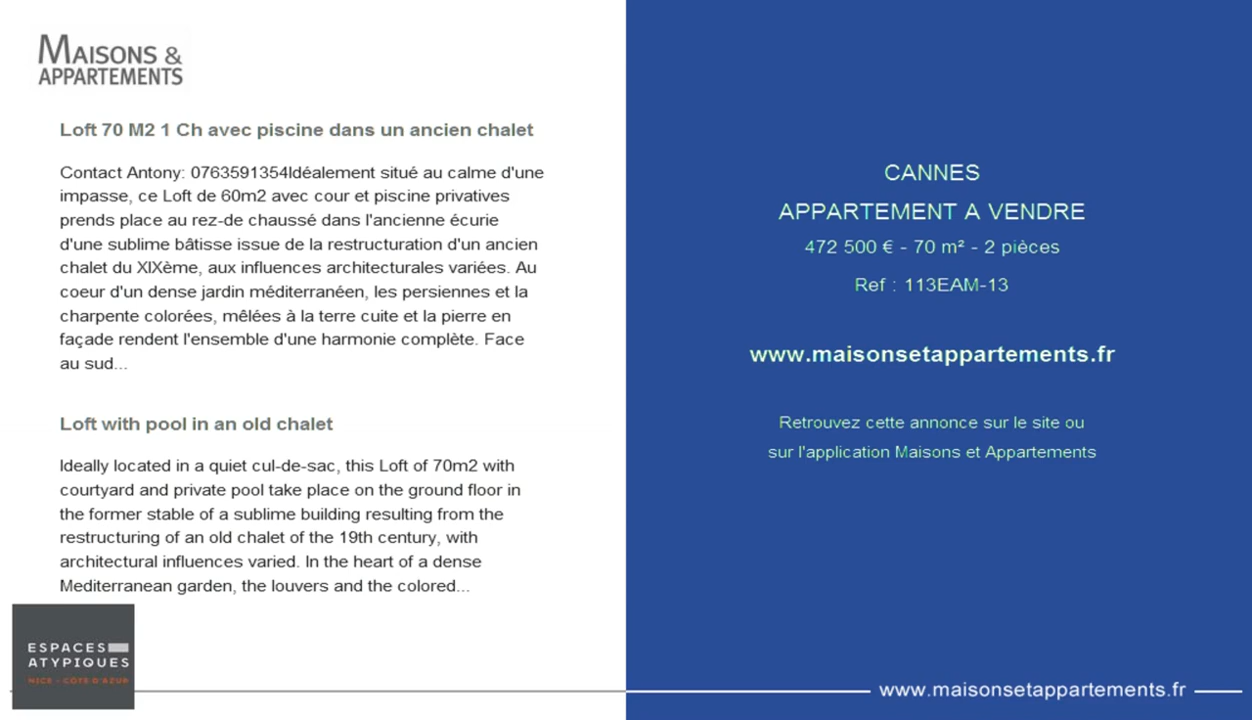 MAISONS &
APPARTEMENTS
Loft 70 M2 1 Ch avec piscine dans un ancien chalet
Contact Antony: 0763591354Idéalement situé au calme d'une
impasse, ce Loft de 60m2 avec cour et piscine privatives
prends place au rez-de chaussé dans l'ancienne écurie
d'une sublime bâtisse issue de la restructuration d'un ancien
chalet du XIXème, aux influences architecturales variées. Au
coeur d'un dense jardin méditerranéen, les persiennes et la
charpente colorées, mêlées à la terre cuite et la pierre en
façade rendent l'ensemble d'une harmonie complète. Face
au sud...
Loft with pool in an old chalet
Ideally located in a quiet cul-de-sac, this Loft of 70m2 with
courtyard and private pool take place on the ground floor in
the former stable of a sublime building resulting from the
restructuring of an old chalet of the 19th century, with
architectural influences varied. In the heart of a dense
Mediterranean garden, the louvers and the colored...
ESPACES
ATYPIQUES
NICE - CÔTE D'AZUR
CANNES
APPARTEMENT A VENDRE
472 500 € - 70 m² - 2 pièces
Ref : 113EAM-13
www.maisonsetappartements.fr
Retrouvez cette annonce sur le site ou
sur l'application Maisons et Appartements
www.maisonsetappartements.fr